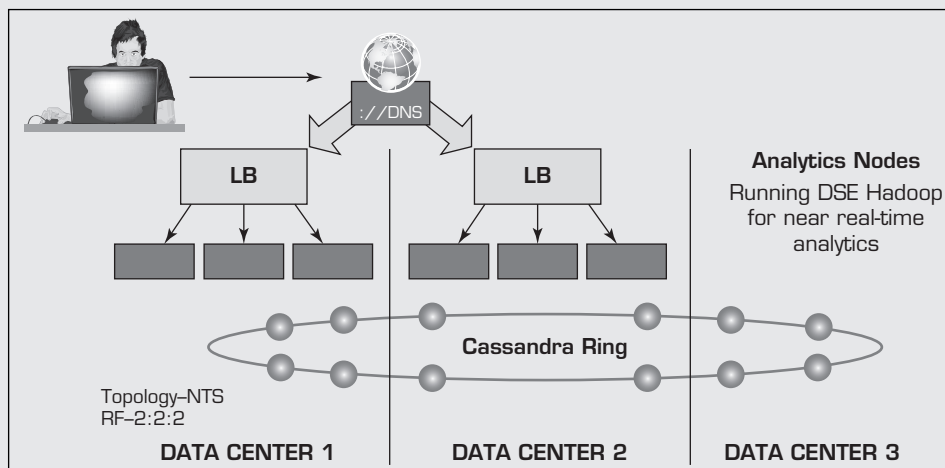 ://DNS
LB
LB
Analytics Nodes
Running DSE Hadoop
for near real-time
analytics
Cassandra Ring
Topology–NTS
RF–2:2:2
DATA CENTER 1
DATA CENTER 2
DATA CENTER 3